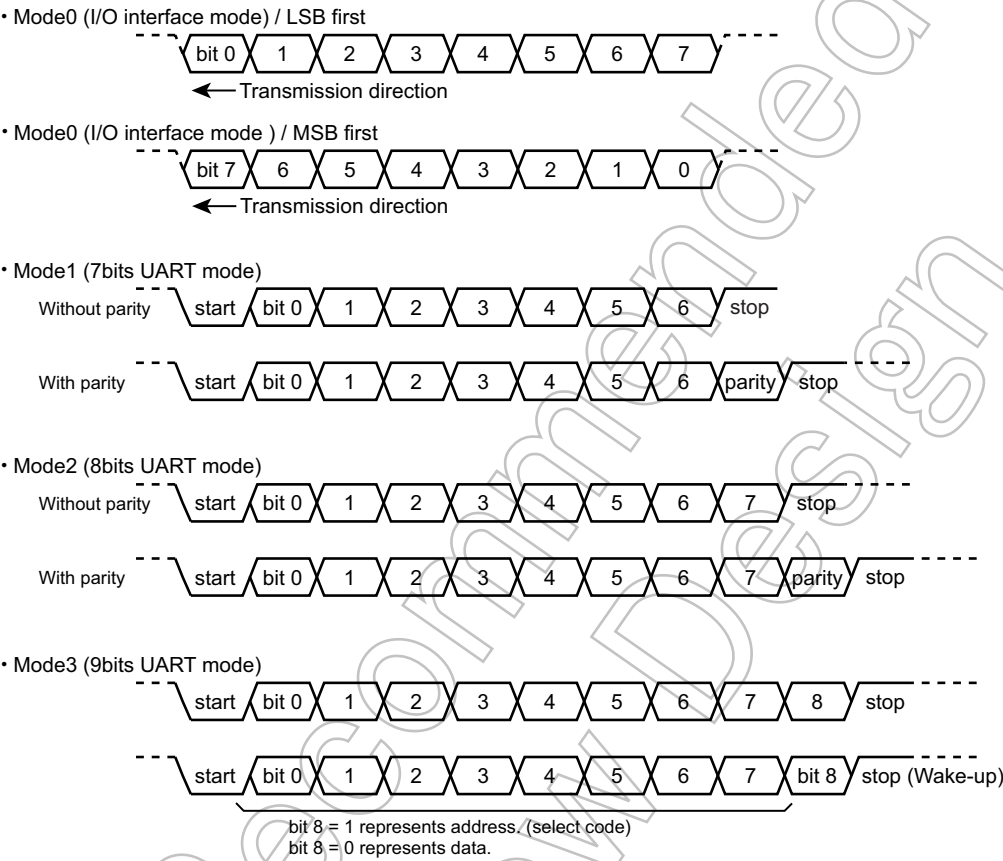 ・Mode0 (I/O interface mode) / LSB first
bit 0 1 2 3 4 5 6 7
Transmission direction
・Mode0 (I/O interface mode ) / MSB first
bit 7 6 5 4 3 2 1 0
Transmission direction
・Mode1 (7bits UART mode)
Without parity start bit 0 1 2 3 4 5 6 stop
With parity start bit 0 1 2 3 4 5 6 parity stop
・Mode2 (8bits UART mode)
Without parity start bit 0 1 2 3 4 5 6 7 stop
With parity start bit 0 1 2 3 4 5 6 7 parity stop
・Mode3 (9bits UART mode)
start bit 0 1 2 3 4 5 6 7 8 stop
start bit 0 1 2 3 4 5 6 7 bit 8 stop (Wake-up)
bit 8 = 1 represents address. (select code)
bit 8 = 0 represents data.
ecommended
w Design